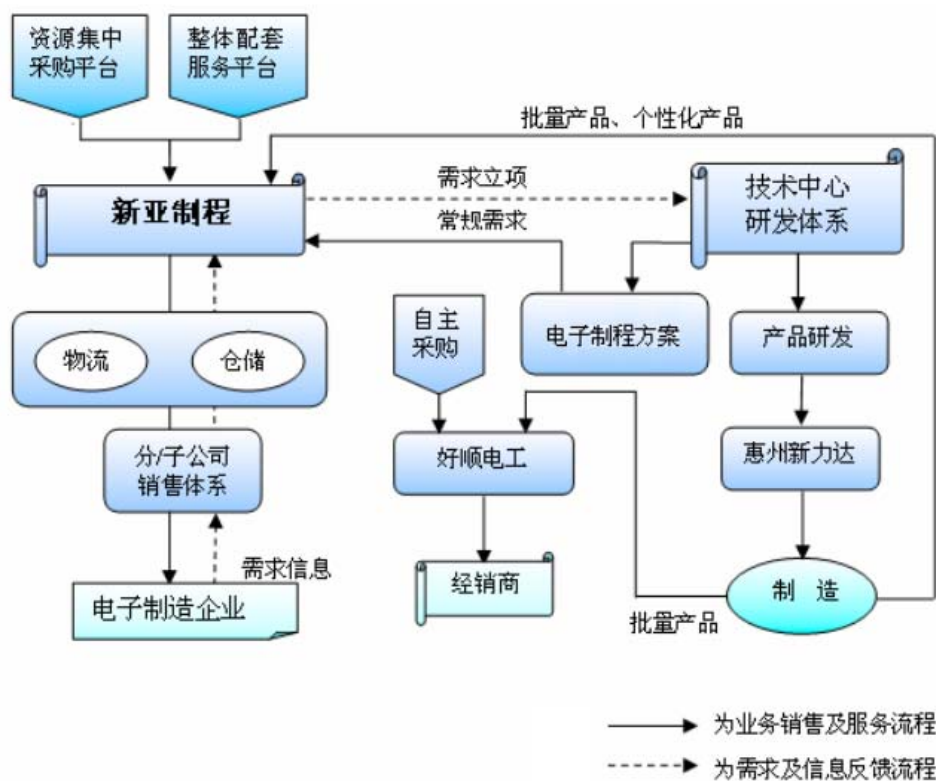 资源集中
采购平台
整体配套
服务平台
批量产品、个性化产品
新亚制程
需求立项
常规需求
技术中心
研发体系
自主
采购
电子制程方案
产品研发
物流
仓储
分/子公司
销售体系
好顺电工
惠州新力达
需求信息
电子制造企业
经销商
批量产品
制 造
为业务销售及服务流程
为需求及信息反馈流程